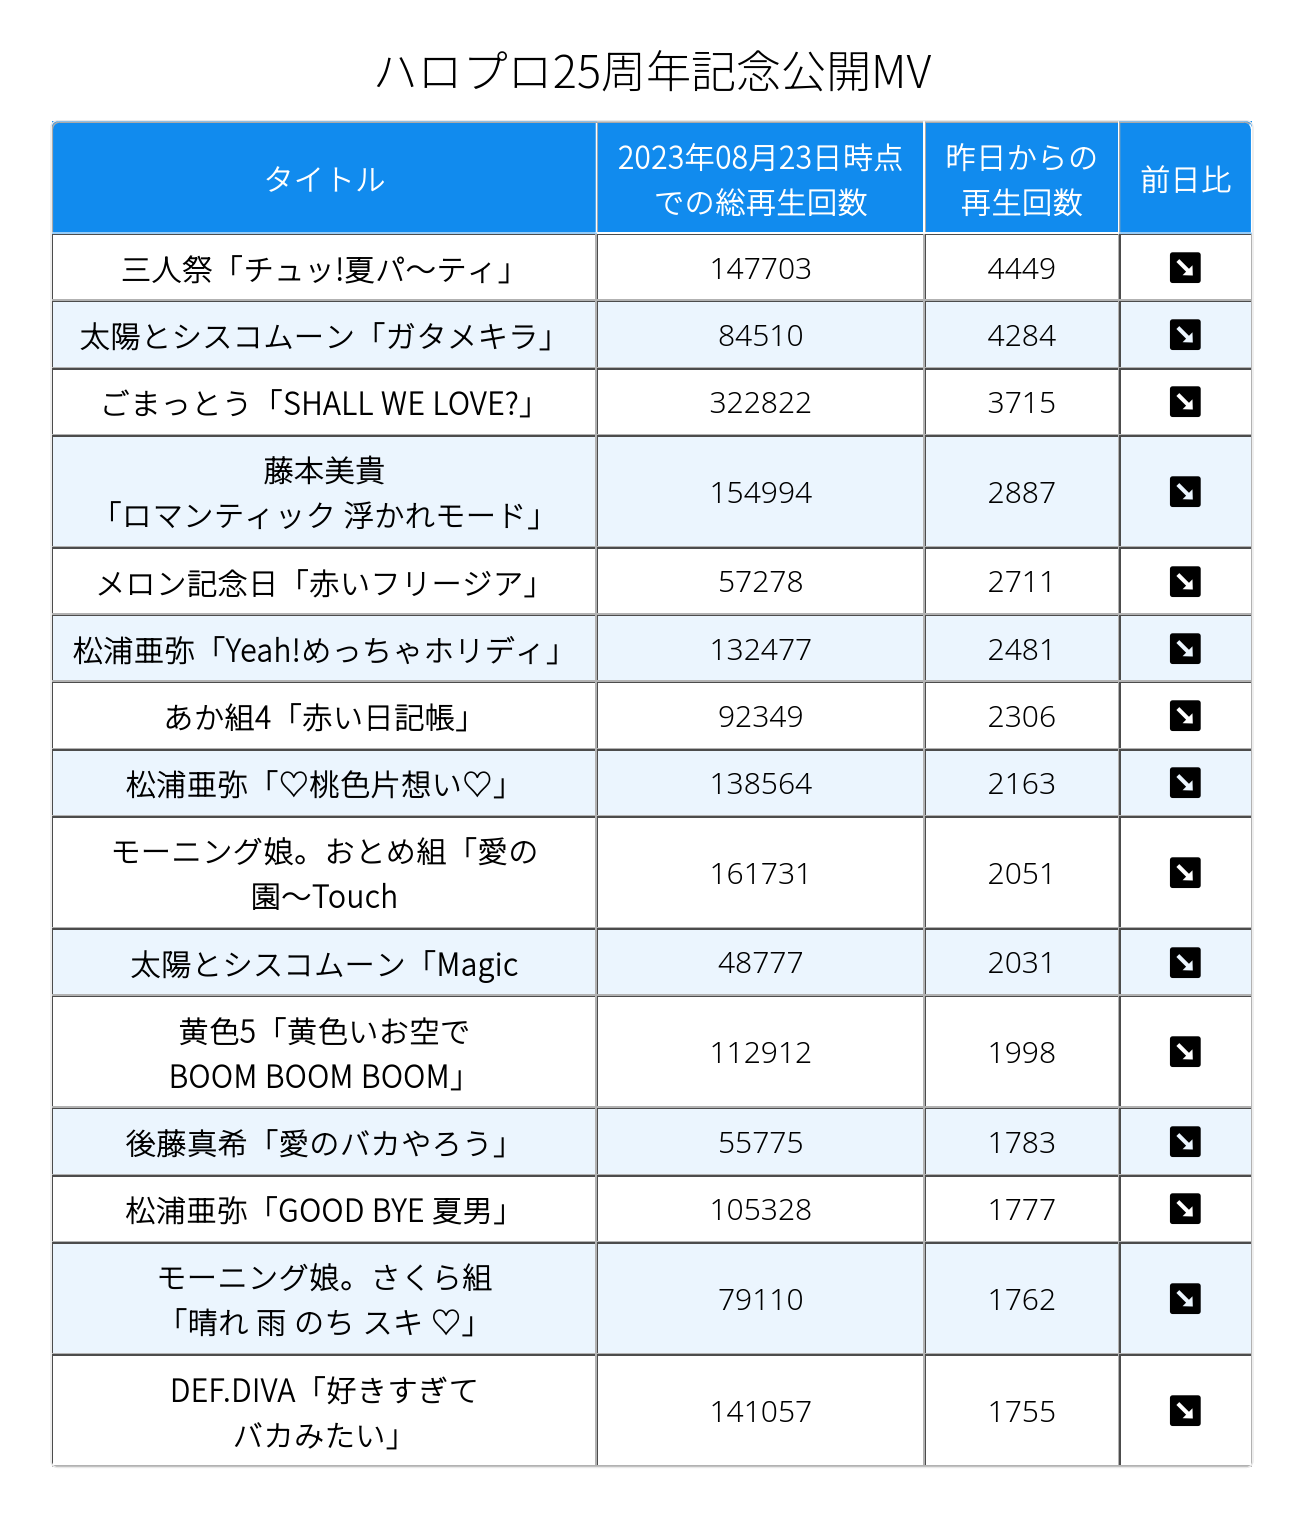 ハロプロ25周年記念公開MV
タイトル
2023年08月23日時点
での総再生回数
昨日からの
再生回数
前日比
三人祭「チュッ!夏パ〜ティ」 147703 4449
太陽とシスコムーン「ガタメキラ」 84510 4284
ごまっとう「SHALL WE LOVE?」 322822 3715
藤本美貴
「ロマンティック 浮かれモード」 154994 2887
メロン記念日「赤いフリージア」 57278 2711
松浦亜弥「Yeah!めっちゃホリディ」 132477 2481
あか組4「赤い日記帳」 92349 2306
松浦亜弥「♡桃色片想い♡」 138564 2163
モーニング娘。おとめ組「愛の
園〜Touch 161731 2051
太陽とシスコムーン「Magic 48777 2031
黄色5「黄色いお空で
BOOM BOOM BOOM」 112912 1998
後藤真希「愛のバカやろう」 55775 1783
松浦亜弥「GOOD BYE 夏男」 105328 1777
モーニング娘。さくら組
「晴れ 雨 のち スキ ♡」 79110 1762
DEF.DIVA「好きすぎて
バカみたい」 141057 1755